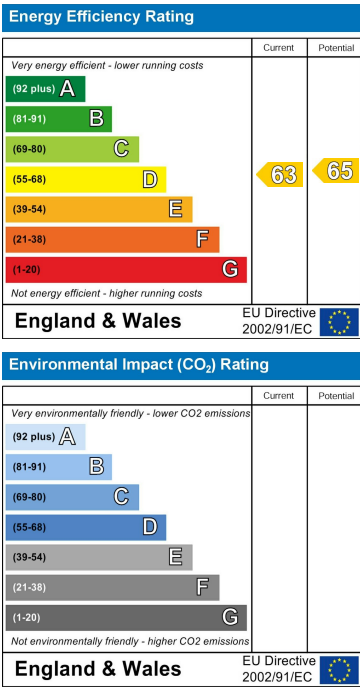 Energy Efficiency Rating
Current Potential
Very energy efficient - lower running costs
(92 plus) A
(81-91) B
(69-80) C
(55-68) D
63 65
(39-54) E
(21-38) F
(1-20) G
Not energy efficient - higher running costs
England & Wales
EU Directive
2002/91/EC
Environmental Impact (CO₂) Rating
Current Potential
Very environmentally friendly - lower CO2 emissions
(92 plus) A
(81-91) B
(69-80) C
(55-68) D
(39-54) E
(21-38) F
(1-20) G
Not environmentally friendly - higher CO2 emissions
England & Wales
EU Directive
2002/91/EC